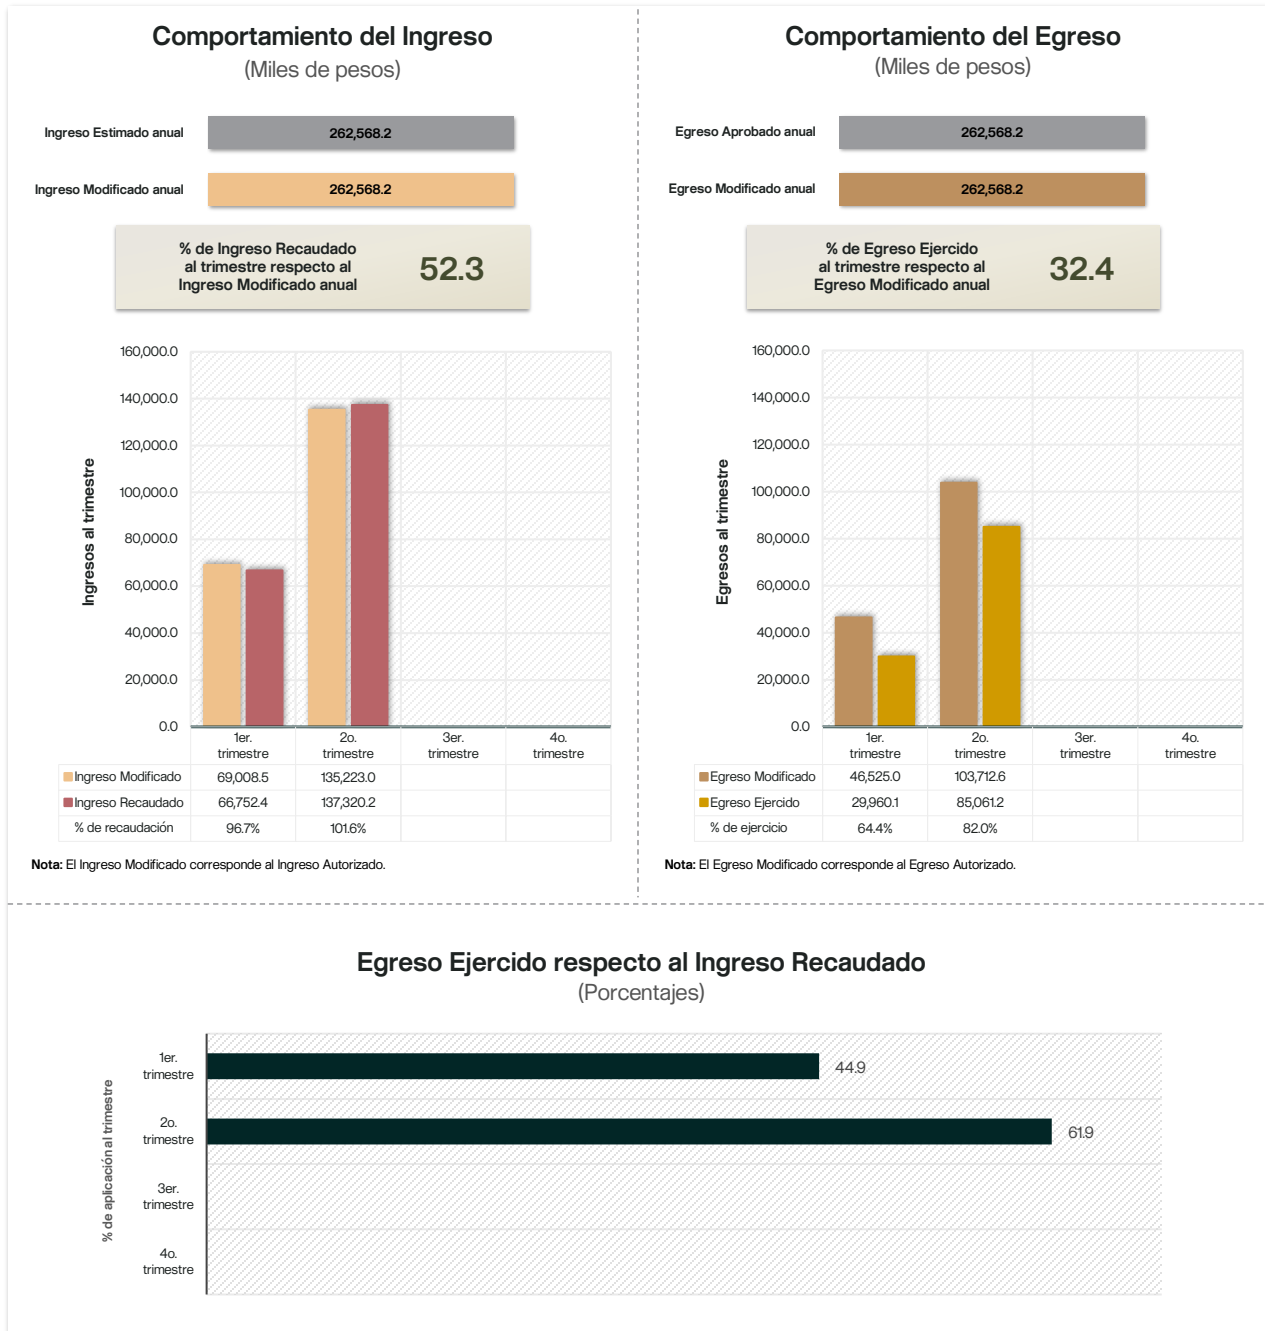 Comportamiento del Ingreso
(Miles de pesos)
Ingreso Estimado anual 262,568.2
Ingreso Modificado anual 262,568.2
% de Ingreso Recaudado
al trimestre respecto al
Ingreso Modificado anual
52.3
Ingresos al trimestre
160,000.0
140,000.0
120,000.0
100,000.0
80,000.0
60,000.0
40,000.0
20,000.0
0.0
1er. trimestre
2o. trimestre
3er. trimestre
4o. trimestre
Ingreso Modificado 69,008.5 135,223.0
Ingreso Recaudado 66,752.4 137,320.2
% de recaudación 96.7% 101.6%
Nota: El Ingreso Modificado corresponde al Ingreso Autorizado.
Comportamiento del Egreso
(Miles de pesos)
Egreso Aprobado anual 262,568.2
Egreso Modificado anual 262,568.2
% de Egreso Ejercido
al trimestre respecto al
Egreso Modificado anual
32.4
Egresos al trimestre
160,000.0
140,000.0
120,000.0
100,000.0
80,000.0
60,000.0
40,000.0
20,000.0
0.0
1er. trimestre
2o. trimestre
3er. trimestre
4o. trimestre
Egreso Modificado 46,525.0 103,712.6
Egreso Ejercido 29,960.1 85,061.2
% de ejercicio 64.4% 82.0%
Nota: El Egreso Modificado corresponde al Egreso Autorizado.
Egreso Ejercido respecto al Ingreso Recaudado
(Porcentajes)
% de aplicación al trimestre
1er.
trimestre
44.9
2o.
trimestre
61.9
3er.
trimestre
4o.
trimestre